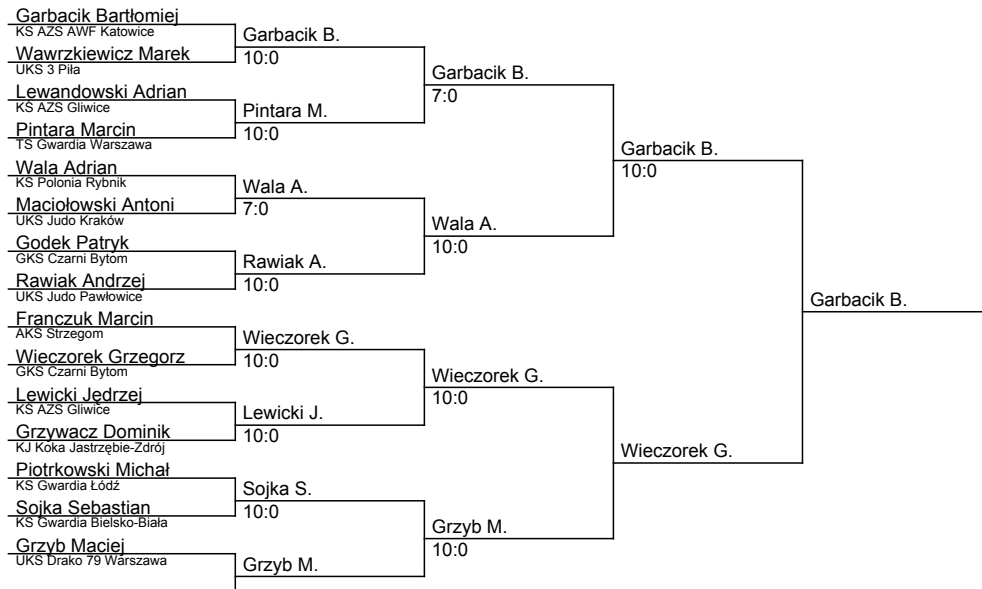 Garbacik Bartłomiej
KS AZS AWF Katowice
Wawrzkiewicz Marek
UKS 3 Piła
Lewandowski Adrian
KS AZS Gliwice
Pintara Marcin
TS Gwardia Warszawa
Wala Adrian
KS Polonia Rybnik
Maciołowski Antoni
UKS Judo Kraków
Godek Patryk
GKS Czarni Bytom
Rawiak Andrzej
UKS Judo Pawłowice
Franczuk Marcin
AKS Strzegom
Wieczorek Grzegorz
GKS Czarni Bytom
Lewicki Jędrzej
KS AZS Gliwice
Grzywacz Dominik
KJ Koka Jastrzębie-Zdrój
Piotrkowski Michał
KS Gwardia Łódź
Sojka Sebastian
KS Gwardia Bielsko-Biała
Grzyb Maciej
UKS Drako 79 Warszawa
Garbacik B.
10:0
Pintara M.
10:0
Wala A.
7:0
Rawiak A.
10:0
Wieczorek G.
10:0
Lewicki J.
10:0
Sojka S.
10:0
Grzyb M.
Garbacik B.
7:0
Wala A.
10:0
Wieczorek G.
10:0
Grzyb M.
10:0
Garbacik B.
10:0
Wieczorek G.
Garbacik B.